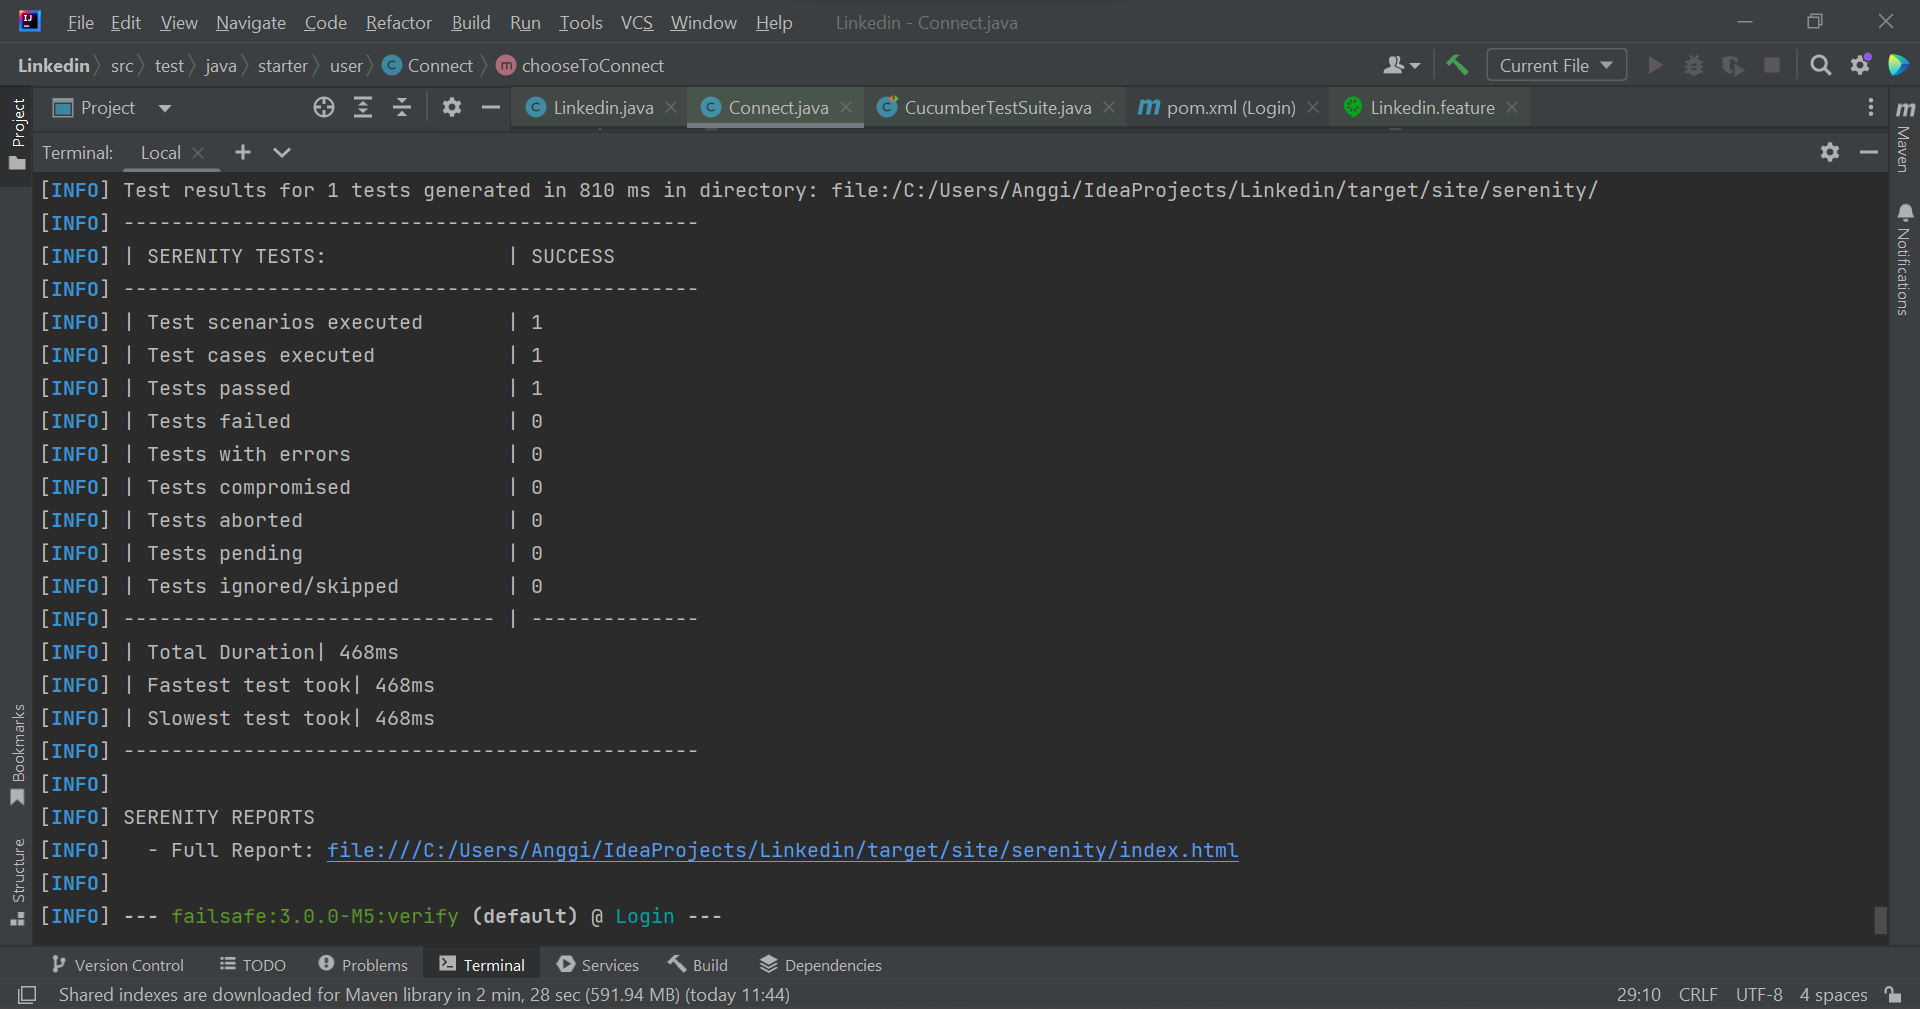 File Edit View Navigate Code Refactor Build Run Tools VCS Window Help Linkedin - Connect.java
Linkedin src test java starter user C Connect m chooseToConnect Current File
Project C Linkedin.java C Connect.java C CucumberTestSuite.java m pom.xml (Login) Linkedin.feature
Terminal: Local
[INFO] Test results for 1 tests generated in 810 ms in directory: file:/C:/Users/Anggi/IdeaProjects/Linkedin/target/site/serenity/
[INFO] ------------------------------------------------
[INFO] | SERENITY TESTS:               | SUCCESS
[INFO] ------------------------------------------------
[INFO] | Test scenarios executed       | 1
[INFO] | Test cases executed           | 1
[INFO] | Tests passed                  | 1
[INFO] | Tests failed                  | 0
[INFO] | Tests with errors             | 0
[INFO] | Tests compromised             | 0
[INFO] | Tests aborted                 | 0
[INFO] | Tests pending                 | 0
[INFO] | Tests ignored/skipped         | 0
[INFO] ------------------------------- | --------------
[INFO] | Total Duration| 468ms
[INFO] | Fastest test took| 468ms
[INFO] | Slowest test took| 468ms
[INFO] ------------------------------------------------
[INFO]
[INFO] SERENITY REPORTS
[INFO]   - Full Report: file:///C:/Users/Anggi/IdeaProjects/Linkedin/target/site/serenity/index.html
[INFO]
[INFO] --- failsafe:3.0.0-M5:verify (default) @ Login ---
Project
Bookmarks
Structure
m Maven
Notifications
Version Control TODO Problems Terminal Services Build Dependencies
Shared indexes are downloaded for Maven library in 2 min, 28 sec (591.94 MB) (today 11:44) 29:10 CRLF UTF-8 4 spaces